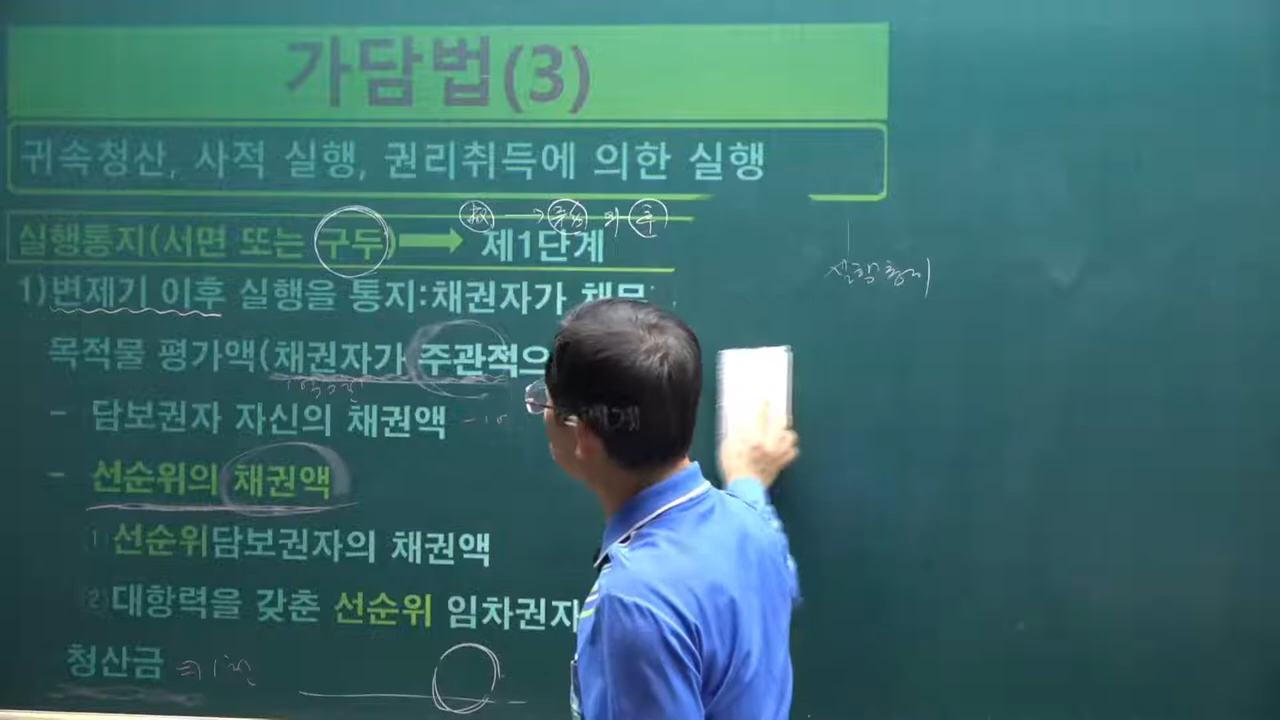 가담법(3)
귀속청산, 사적 실행, 권리취득에 의한 실행
실행통지(서면 또는 구두) 제1단계
1)변제기 이후 실행을 통지:채권자가 채무
목적물 평가액(채권자가 주관적으
- 담보권자 자신의 채권액
- 선순위의 채권액
(1)선순위담보권자의 채권액
(2)대항력을 갖춘 선순위 임차권자
청산금